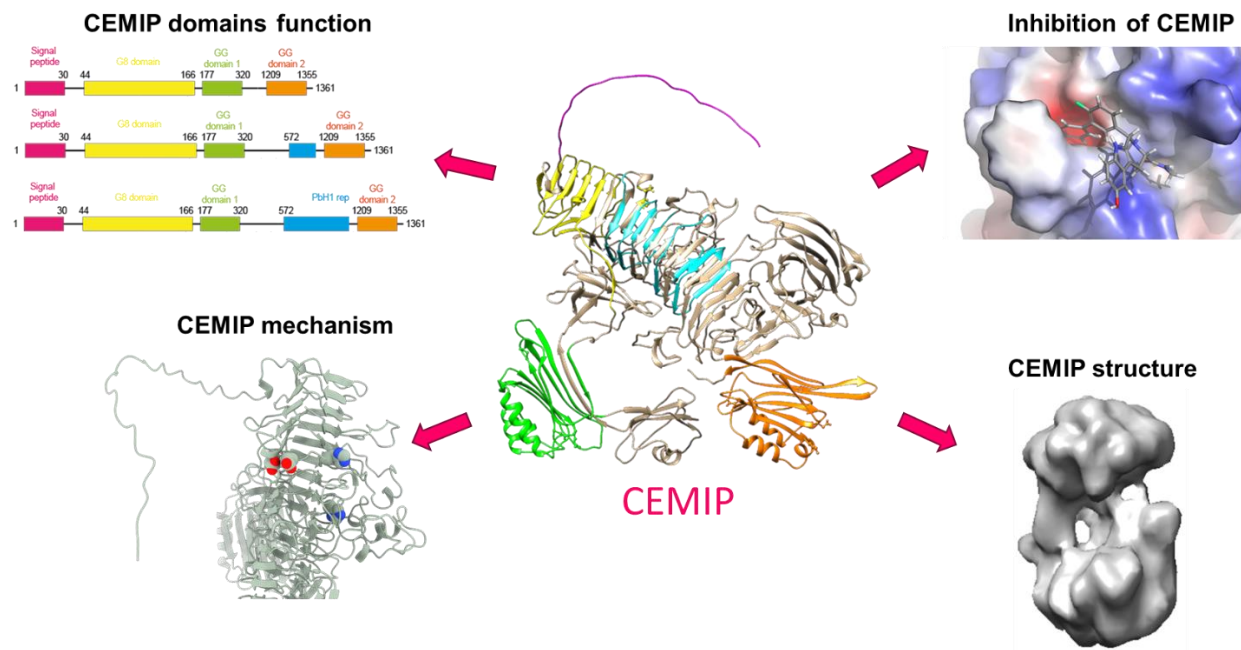 CEMIP domains function
Signal peptide G8 domain GG domain 1 GG domain 2
1 30 44 166 177 320 1209 1355 1361
Signal peptide G8 domain GG domain 1 GG domain 2
1 30 44 166 177 320 572 1209 1355 1361
Signal peptide G8 domain GG domain 1 PbH1 rep GG domain 2
1 30 44 166 177 320 572 1209 1355 1361
Inhibition of CEMIP
CEMIP mechanism
CEMIP
CEMIP structure